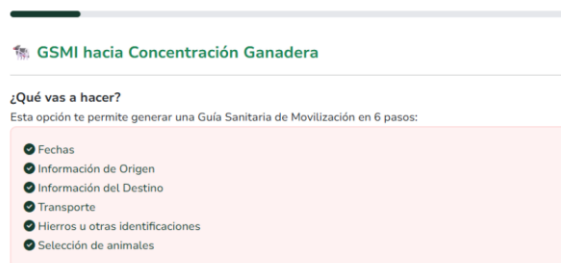 GSMI hacia Concentración Ganadera
¿Qué vas a hacer?
Esta opción te permite generar una Guía Sanitaria de Movilización en 6 pasos:
Fechas
Información de Origen
Información del Destino
Transporte
Hierros u otras identificaciones
Selección de animales